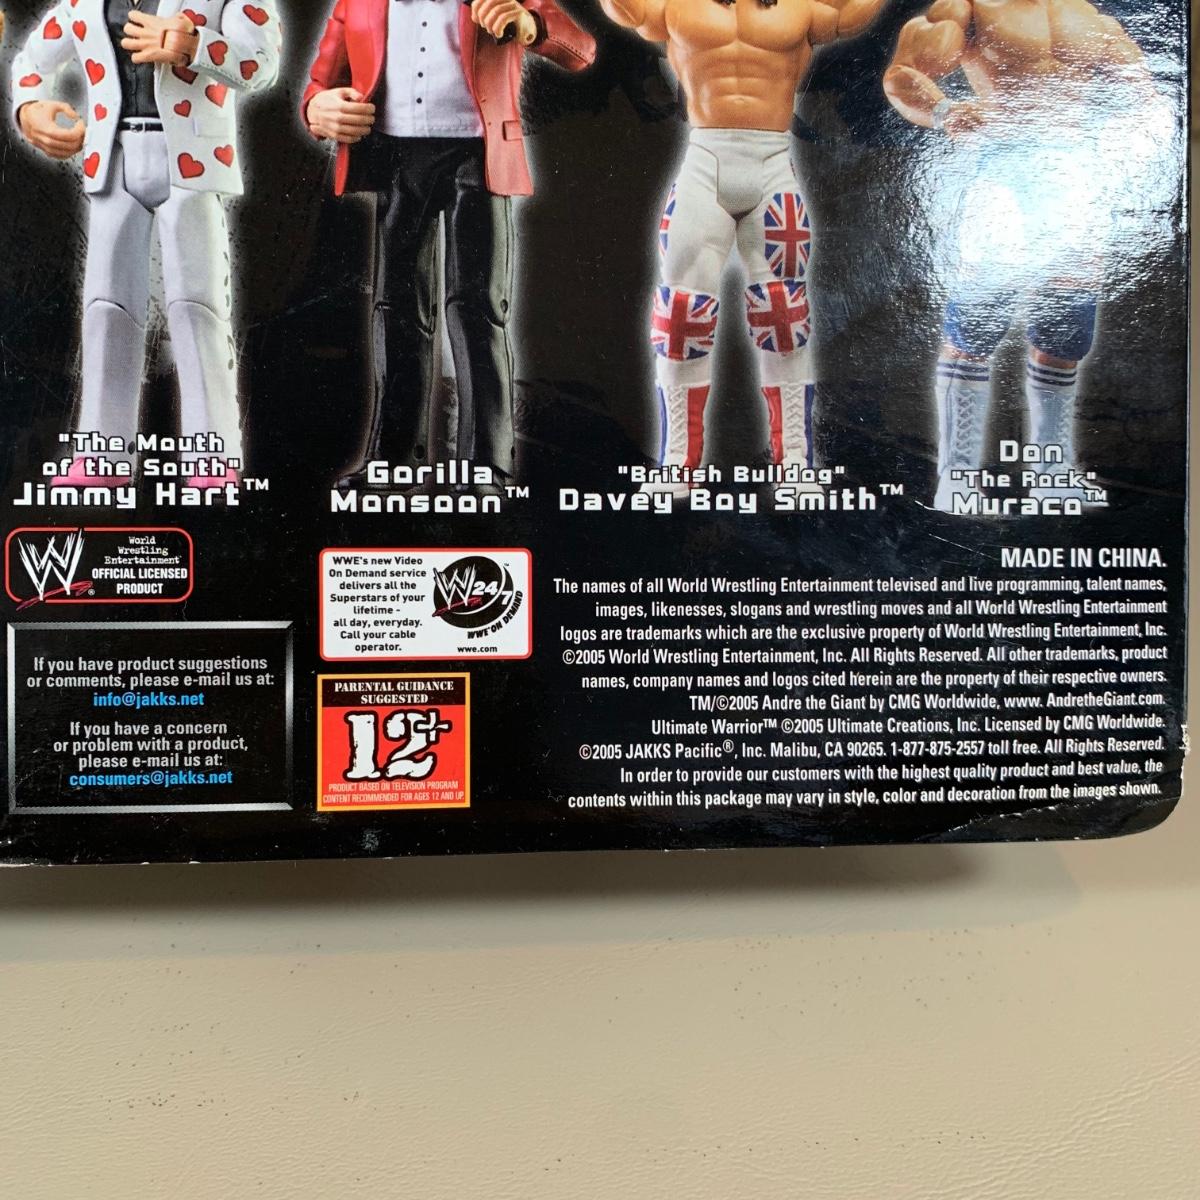 "The Mouth
of the South"
Jimmy Hart™
Gorilla
Monsoon™
"British Bulldog"
Davey Boy Smith™
Don
"The Rock"
Muraco™
W
World
Wrestling
Entertainment
OFFICIAL LICENSED
PRODUCT
If you have product suggestions
or comments, please e-mail us at:
info@jakks.net
If you have a concern
or problem with a product,
please e-mail us at:
consumers@jakks.net
WWE's new Video
On Demand service
delivers all the
Superstars of your
lifetime -
all day, everyday.
Call your cable
operator.
W 24/7
WWE ON DEMAND
www.com
PARENTAL GUIDANCE
SUGGESTED
12+
PRODUCT BASED ON TELEVISION PROGRAM
CONTENT RECOMMENDED FOR AGES 12 AND UP.
MADE IN CHINA.
The names of all World Wrestling Entertainment televised and live programming, talent names,
images, likenesses, slogans and wrestling moves and all World Wrestling Entertainment
logos are trademarks which are the exclusive property of World Wrestling Entertainment, Inc.
©2005 World Wrestling Entertainment, Inc. All Rights Reserved. All other trademarks, product
names, company names and logos cited herein are the property of their respective owners.
TM/©2005 Andre the Giant by CMG Worldwide, www. AndretheGiant.com.
Ultimate Warrior™ ©2005 Ultimate Creations, Inc. Licensed by CMG Worldwide.
©2005 JAKKS Pacific®, Inc. Malibu, CA 90265. 1-877-875-2557 toll free. All Rights Reserved.
In order to provide our customers with the highest quality product and best value, the
contents within this package may vary in style, color and decoration from the images shown.